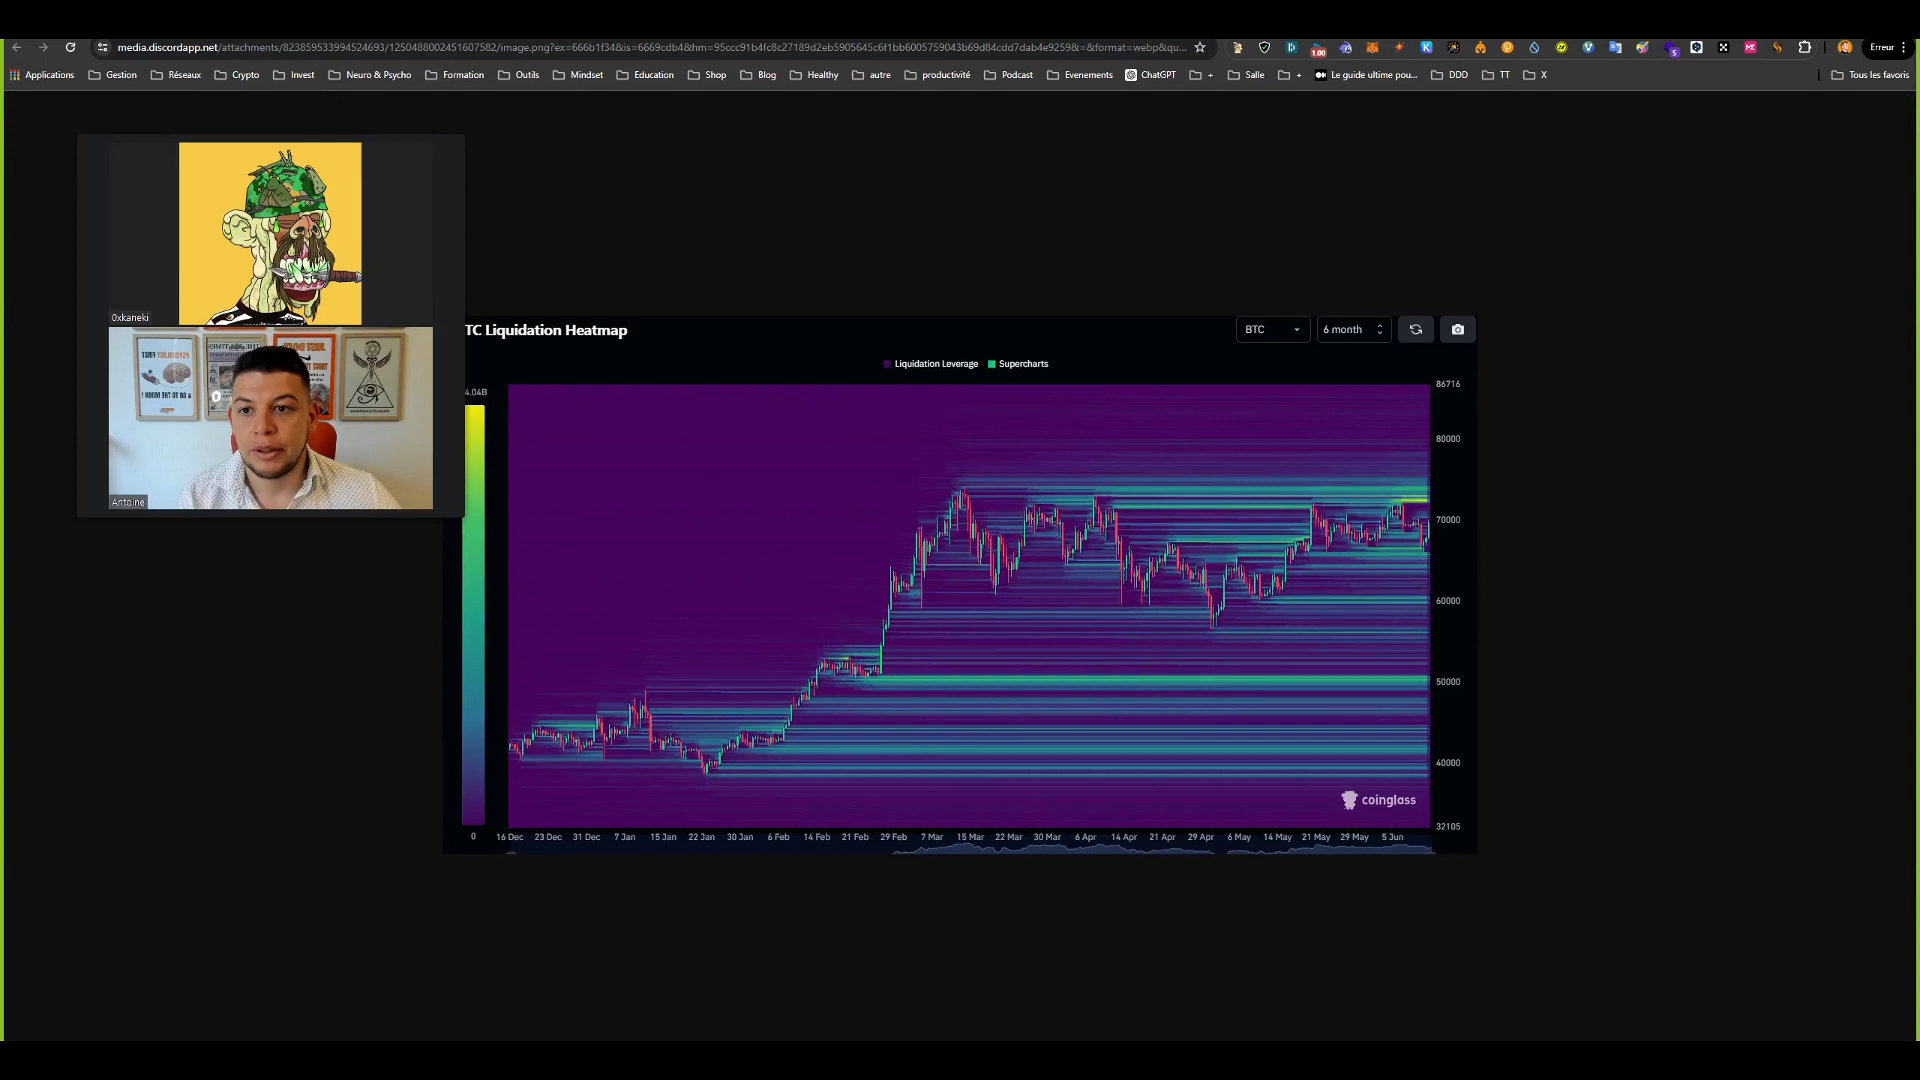 media.discordapp.net/attachments/823859533994524693/1250488002451607582/image.png?ex=666b1f34&is=6669cdb4&hm=95ccc91b4fc8c27189d2eb5905645c6f1bb6005759043b69d84cdd7dab4e9259&=&format=webp&qu...
1.00
5
Erreur
Applications
Gestion
Réseaux
Crypto
Invest
Neuro & Psycho
Formation
Outils
Mindset
Education
Shop
Blog
Healthy
autre
productivité
Podcast
Evenements
ChatGPT
+
Salle
+
Le guide ultime pou...
DDD
TT
X
Tous les favoris
0xkaneki
Antoine
TC Liquidation Heatmap
BTC
6 month
Liquidation Leverage
Supercharts
4.04B
0
86716
80000
70000
60000
50000
40000
32105
coinglass
16 Dec 23 Dec 31 Dec 7 Jan 15 Jan 22 Jan 30 Jan 6 Feb 14 Feb 21 Feb 29 Feb 7 Mar 15 Mar 22 Mar 30 Mar 6 Apr 14 Apr 21 Apr 29 Apr 6 May 14 May 21 May 29 May 5 Jun